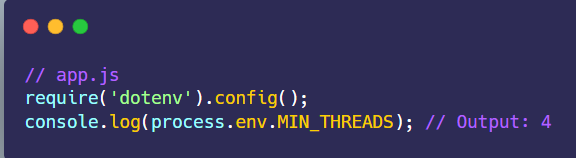 // app.js
require('dotenv').config();
console.log(process.env.MIN_THREADS); // Output: 4